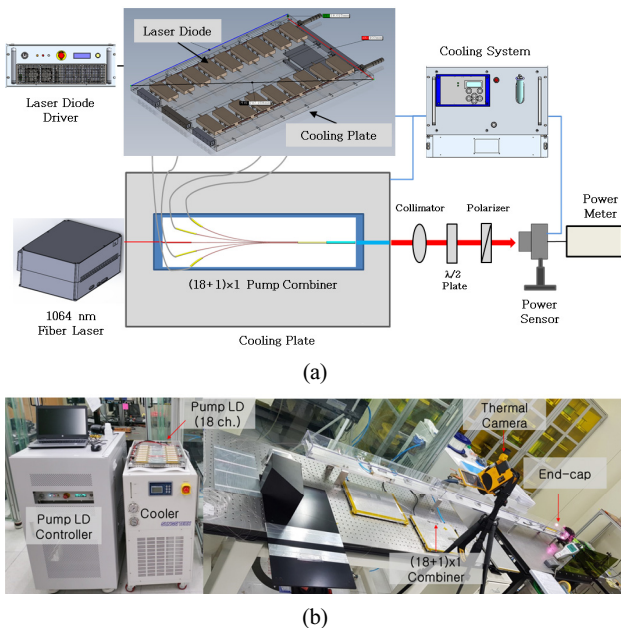 Laser Diode
Laser Diode
Driver
Cooling Plate
Cooling System
1064 nm
Fiber Laser
(18+1)×1 Pump Combiner
Cooling Plate
Collimator
λ/2
Plate
Polarizer
Power
Sensor
Power
Meter
(a)
Pump LD
(18 ch.)
Pump LD
Controller
Cooler
Thermal
Camera
End-cap
(18+1)×1
Combiner
(b)